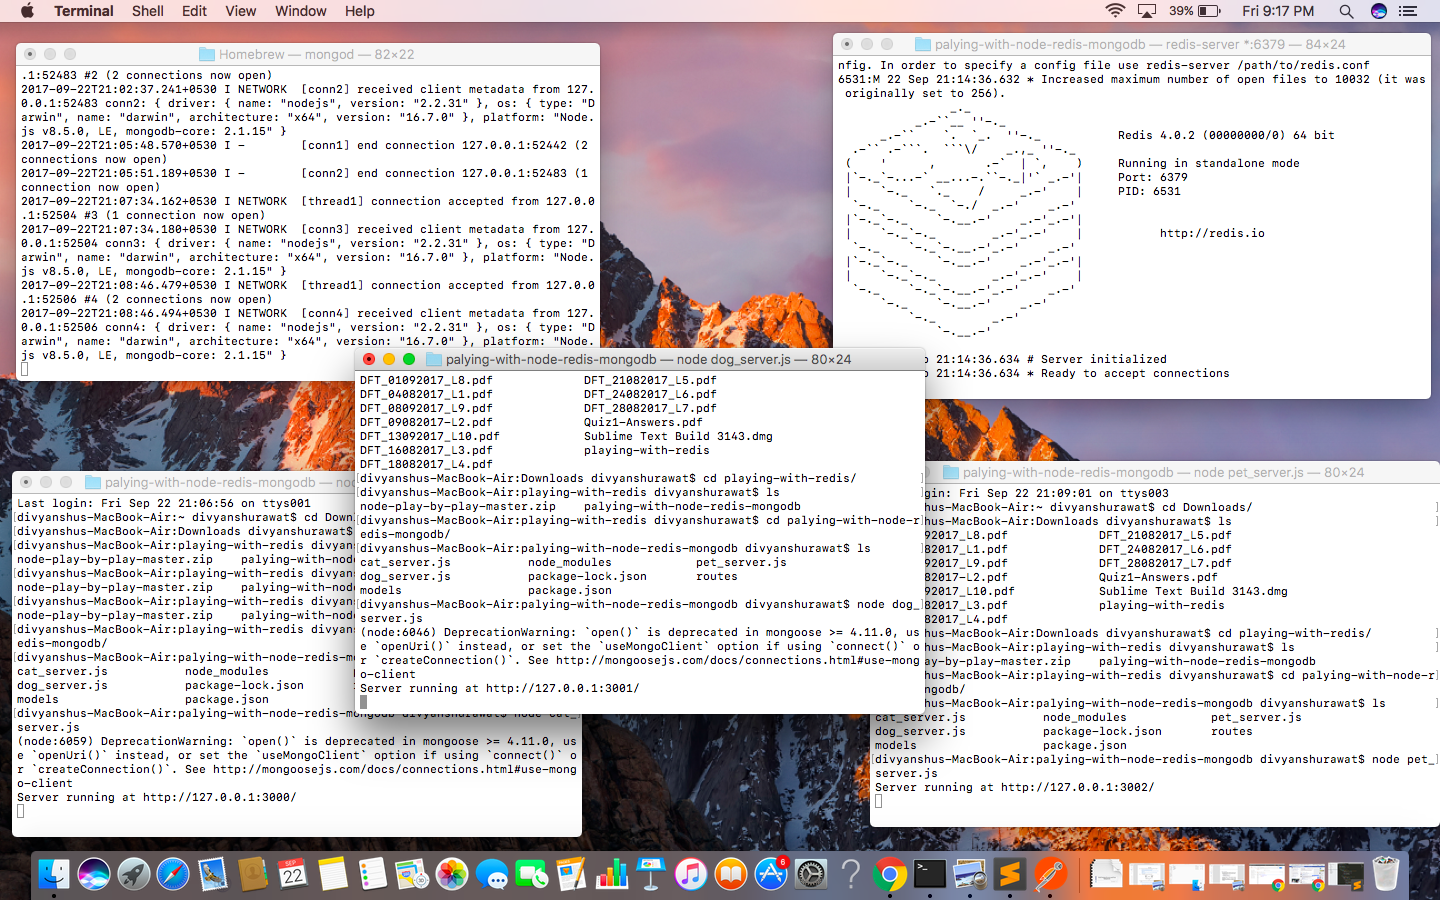 Terminal Shell Edit View Window Help
39% Fri 9:17 PM
Homebrew — mongod — 82×22
.1:52483 #2 (2 connections now open)
2017-09-22T21:02:37.241+0530 I NETWORK  [conn2] received client metadata from 127.
0.0.1:52483 conn2: { driver: { name: "nodejs", version: "2.2.31" }, os: { type: "D
arwin", name: "darwin", architecture: "x64", version: "16.7.0" }, platform: "Node.
js v8.5.0, LE, mongodb-core: 2.1.15" }
2017-09-22T21:05:48.570+0530 I -        [conn1] end connection 127.0.0.1:52442 (2
connections now open)
2017-09-22T21:05:51.189+0530 I -        [conn2] end connection 127.0.0.1:52483 (1
connection now open)
2017-09-22T21:07:34.162+0530 I NETWORK  [thread1] connection accepted from 127.0.0
.1:52504 #3 (1 connection now open)
2017-09-22T21:07:34.180+0530 I NETWORK  [conn3] received client metadata from 127.
0.0.1:52504 conn3: { driver: { name: "nodejs", version: "2.2.31" }, os: { type: "D
arwin", name: "darwin", architecture: "x64", version: "16.7.0" }, platform: "Node.
js v8.5.0, LE, mongodb-core: 2.1.15" }
2017-09-22T21:08:46.479+0530 I NETWORK  [thread1] connection accepted from 127.0.0
.1:52506 #4 (2 connections now open)
2017-09-22T21:08:46.494+0530 I NETWORK  [conn4] received client metadata from 127.
0.0.1:52506 conn4: { driver: { name: "nodejs", version: "2.2.31" }, os: { type: "D
arwin", name: "darwin", architecture: "x64", version: "16.7.0" }, platform: "Node.
js v8.5.0, LE, mongodb-core: 2.1.15" }
palying-with-node-redis-mongodb — redis-server *:6379 — 84×24
nfig. In order to specify a config file use redis-server /path/to/redis.conf
6531:M 22 Sep 21:14:36.632 * Increased maximum number of open files to 10032 (it was
originally set to 256).
Redis 4.0.2 (00000000/0) 64 bit
Running in standalone mode
Port: 6379
PID: 6531
http://redis.io
p 21:14:36.634 # Server initialized
p 21:14:36.634 * Ready to accept connections
palying-with-node-redis-mongodb — node dog_server.js — 80×24
DFT_01092017_L8.pdf DFT_21082017_L5.pdf
DFT_04082017_L1.pdf DFT_24082017_L6.pdf
DFT_08092017_L9.pdf DFT_28082017_L7.pdf
DFT_09082017-L2.pdf Quiz1-Answers.pdf
DFT_13092017_L10.pdf Sublime Text Build 3143.dmg
DFT_16082017_L3.pdf playing-with-redis
DFT_18082017_L4.pdf
[divyanshus-MacBook-Air:Downloads divyanshurawat$ cd playing-with-redis/ ]
[divyanshus-MacBook-Air:playing-with-redis divyanshurawat$ ls ]
node-play-by-play-master.zip palying-with-node-redis-mongodb
[divyanshus-MacBook-Air:playing-with-redis divyanshurawat$ cd palying-with-node-r]
edis-mongodb/
[divyanshus-MacBook-Air:palying-with-node-redis-mongodb divyanshurawat$ ls ]
cat_server.js node_modules pet_server.js
dog_server.js package-lock.json routes
models package.json
[divyanshus-MacBook-Air:palying-with-node-redis-mongodb divyanshurawat$ node dog_]
server.js
(node:6046) DeprecationWarning: `open()` is deprecated in mongoose >= 4.11.0, us
e `openUri()` instead, or set the `useMongoClient` option if using `connect()` o
r `createConnection()`. See http://mongoosejs.com/docs/connections.html#use-mong
o-client
Server running at http://127.0.0.1:3001/
palying-with-node-redis-mongodb — no
Last login: Fri Sep 22 21:06:56 on ttys001
[divyanshus-MacBook-Air:~ divyanshurawat$ cd Down
[divyanshus-MacBook-Air:Downloads divyanshurawat$
[divyanshus-MacBook-Air:playing-with-redis divyan
node-play-by-play-master.zip palying-with-nod
[divyanshus-MacBook-Air:playing-with-redis divyan
node-play-by-play-master.zip palying-with-nod
[divyanshus-MacBook-Air:playing-with-redis divyan
node-play-by-play-master.zip palying-with-nod
[divyanshus-MacBook-Air:playing-with-redis divyan
edis-mongodb/
[divyanshus-MacBook-Air:palying-with-node-redis-m
cat_server.js node_modules
dog_server.js package-lock.json
models package.json
[divyanshus-MacBook-Air:palying-with-node-redis-mongodb divyanshurawat$ node cat_]
server.js
(node:6059) DeprecationWarning: `open()` is deprecated in mongoose >= 4.11.0, us
e `openUri()` instead, or set the `useMongoClient` option if using `connect()` o
r `createConnection()`. See http://mongoosejs.com/docs/connections.html#use-mong
o-client
Server running at http://127.0.0.1:3000/
palying-with-node-redis-mongodb — node pet_server.js — 80×24
gin: Fri Sep 22 21:09:01 on ttys003
hus-MacBook-Air:~ divyanshurawat$ cd Downloads/ ]
hus-MacBook-Air:Downloads divyanshurawat$ ls ]
92017_L8.pdf DFT_21082017_L5.pdf
82017_L1.pdf DFT_24082017_L6.pdf
92017_L9.pdf DFT_28082017_L7.pdf
82017-L2.pdf Quiz1-Answers.pdf
92017_L10.pdf Sublime Text Build 3143.dmg
82017_L3.pdf playing-with-redis
82017_L4.pdf
hus-MacBook-Air:Downloads divyanshurawat$ cd playing-with-redis/ ]
hus-MacBook-Air:playing-with-redis divyanshurawat$ ls ]
ay-by-play-master.zip palying-with-node-redis-mongodb
hus-MacBook-Air:playing-with-redis divyanshurawat$ cd palying-with-node-r]
ngodb/
hus-MacBook-Air:palying-with-node-redis-mongodb divyanshurawat$ ls ]
cat_server.js node_modules pet_server.js
dog_server.js package-lock.json routes
models package.json
[divyanshus-MacBook-Air:palying-with-node-redis-mongodb divyanshurawat$ node pet_]
server.js
Server running at http://127.0.0.1:3002/
SEP
22
6